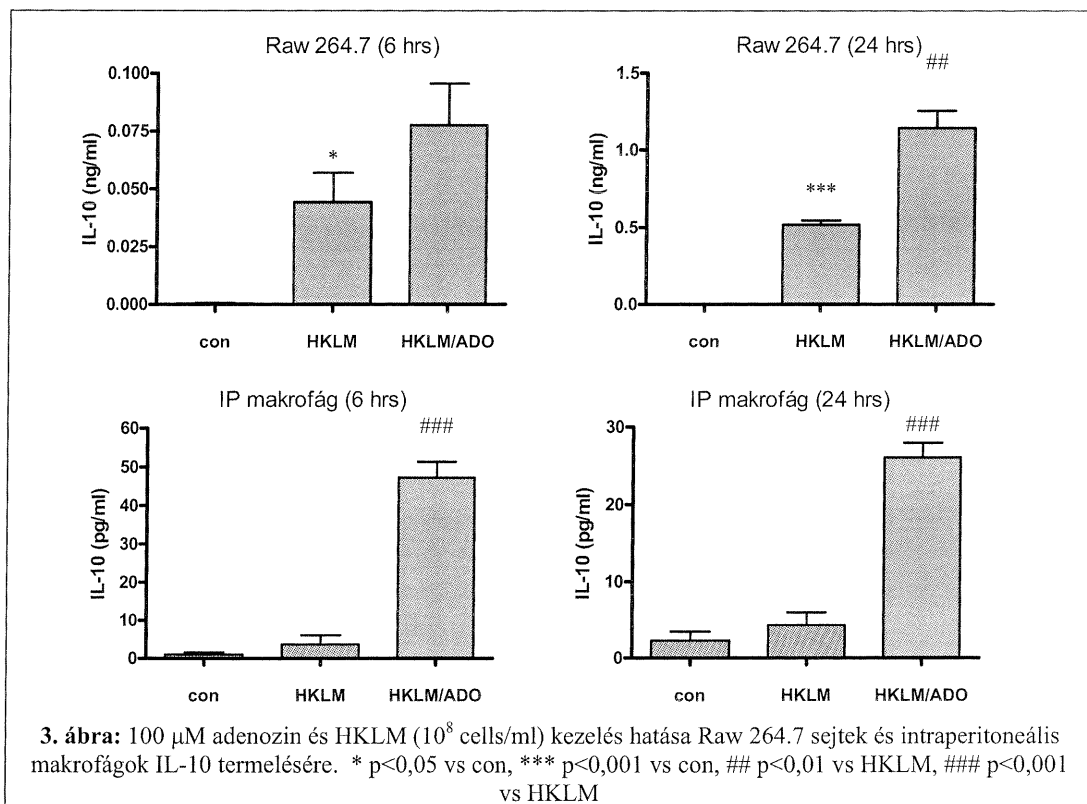 Raw 264.7 (6 hrs)
IL-10 (ng/ml)
0.100
0.075
0.050
0.025
0.000
*
con HKLM HKLM/ADO
Raw 264.7 (24 hrs)
IL-10 (ng/ml)
1.5
1.0
0.5
0.0
***
##
con HKLM HKLM/ADO
IP makrofág (6 hrs)
IL-10 (pg/ml)
60
50
40
30
20
10
0
###
con HKLM HKLM/ADO
IP makrofág (24 hrs)
IL-10 (pg/ml)
30
20
10
0
###
con HKLM HKLM/ADO
3. ábra: 100 μM adenozin és HKLM (10⁸ cells/ml) kezelés hatása Raw 264.7 sejtek és intraperitoneális
makrofágok IL-10 termelésére. * p<0,05 vs con, *** p<0,001 vs con, ## p<0,01 vs HKLM, ### p<0,001
vs HKLM